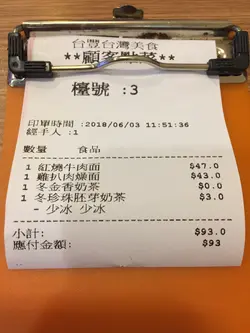 台豐台灣美食
顧客點菜
檯號 :3
印單時間 :2018/06/03 11:51:36
經手人 :1
數量 食品
1 紅燒牛肉面 $47.0
1 雞扒肉燥面 $43.0
1 冬金香奶茶 $0.0
1 冬珍珠胚芽奶茶 $3.0
- 少冰 少冰
小計: $93.0
應付金額: $93